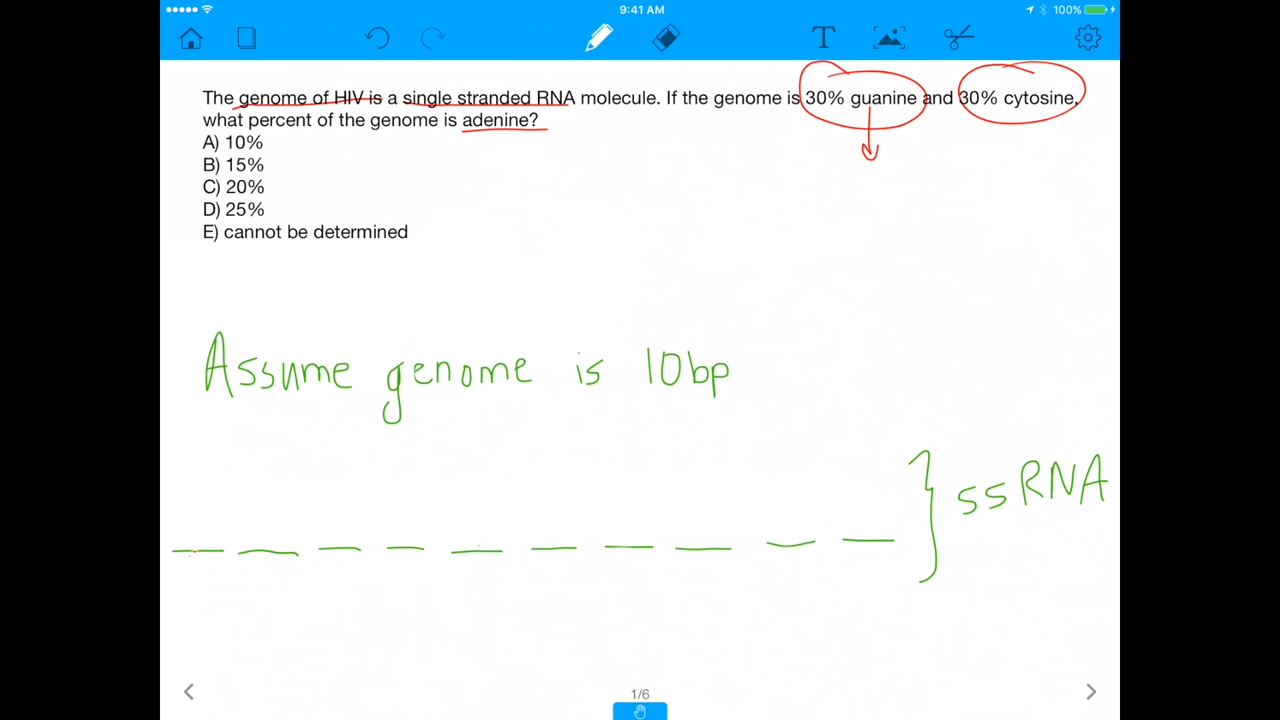 9:41 AM
100%
T
The genome of HIV is a single stranded RNA molecule. If the genome is 30% guanine and 30% cytosine,
what percent of the genome is adenine?
A) 10%
B) 15%
C) 20%
D) 25%
E) cannot be determined
Assume genome is 10bp
ssRNA
1/6